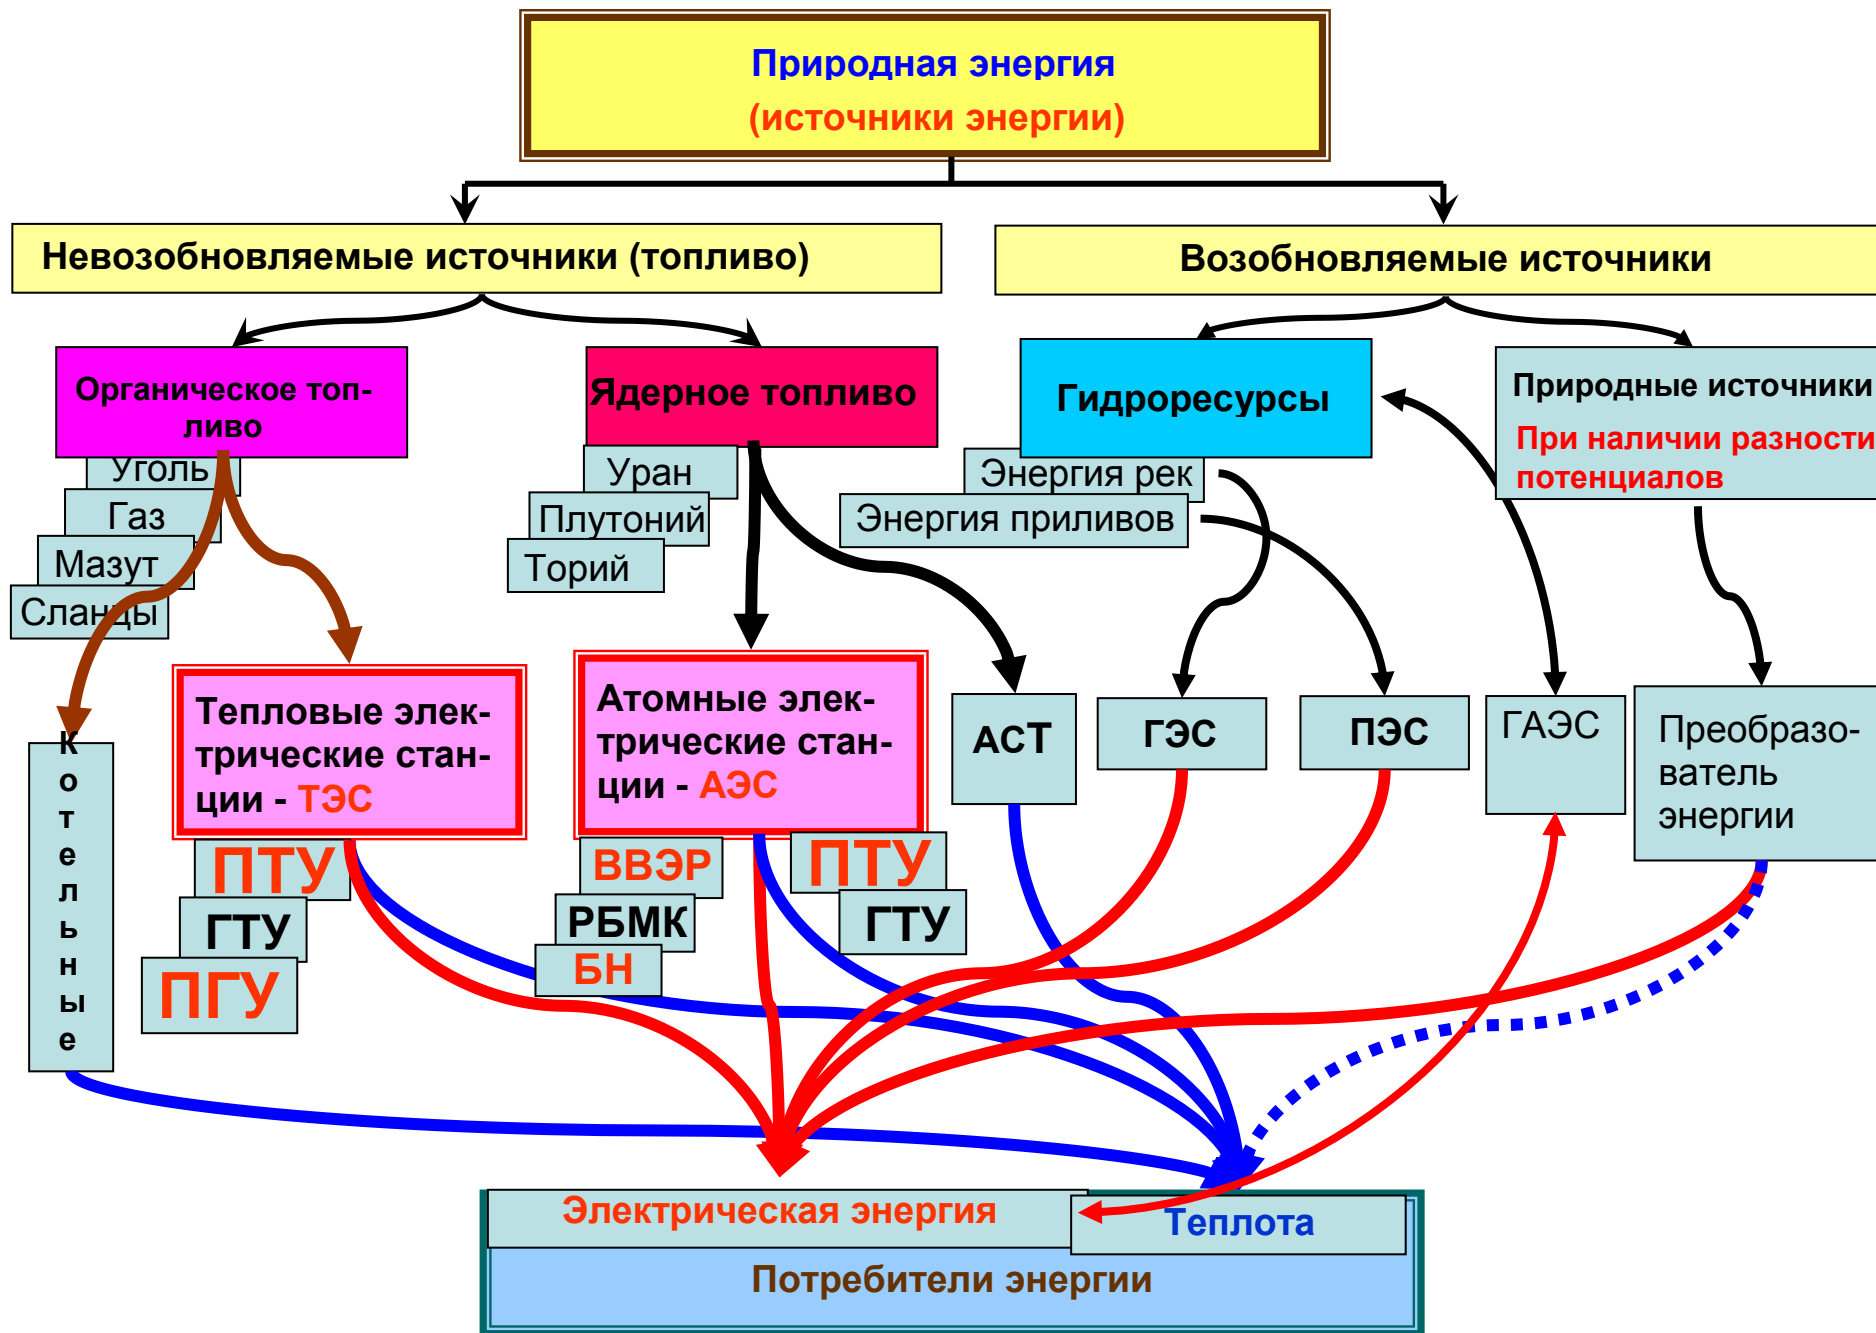 Природная энергия
(источники энергии)
Невозобновляемые источники (топливо)
Возобновляемые источники
Органическое топ-
ливо
Ядерное топливо
Гидроресурсы
Природные источники
При наличии разности
потенциалов
Уголь
Газ
Мазут
Сланцы
Уран
Плутоний
Торий
Энергия рек
Энергия приливов
Котельные
Тепловые элек-
трические стан-
ции - ТЭС
Атомные элек-
трические стан-
ции - АЭС
АСТ
ГЭС
ПЭС
ГАЭС
Преобразо-
ватель
энергии
ПТУ
ГТУ
ПГУ
ВВЭР
РБМК
БН
ПТУ
ГТУ
Электрическая энергия
Теплота
Потребители энергии